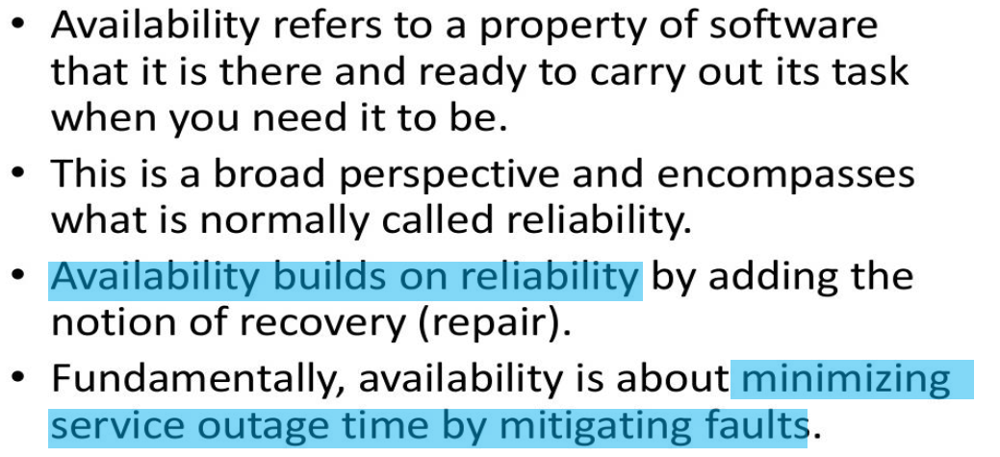 • Availability refers to a property of software
that it is there and ready to carry out its task
when you need it to be.
• This is a broad perspective and encompasses
what is normally called reliability.
• Availability builds on reliability by adding the
notion of recovery (repair).
• Fundamentally, availability is about minimizing
service outage time by mitigating faults.